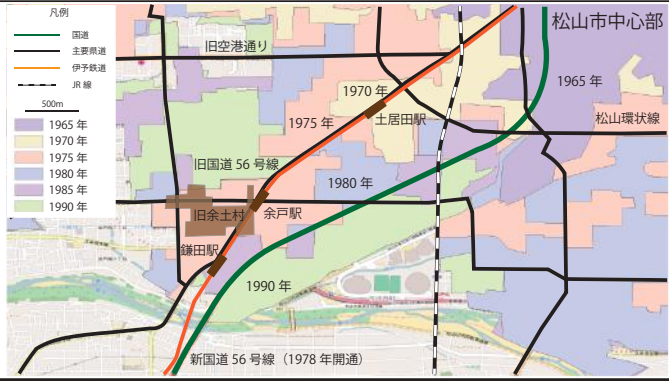 凡例
国道
主要県道
伊予鉄道
JR 線
500m
1965 年
1970 年
1975 年
1980 年
1985 年
1990 年
松山市中心部
旧空港通り
1965 年
1970 年
1975 年
土居田駅
松山環状線
旧国道 56 号線
1980 年
旧余土村
余戸駅
鎌田駅
1990 年
新国道 56 号線（1978 年開通）